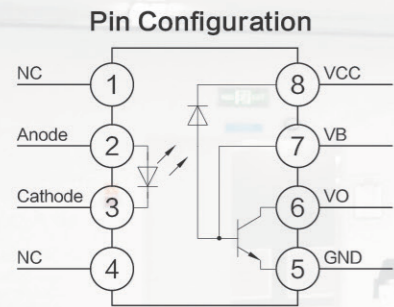 Pin Configuration
NC 1 8 VCC
Anode 2 7 VB
Cathode 3 6 VO
NC 4 5 GND